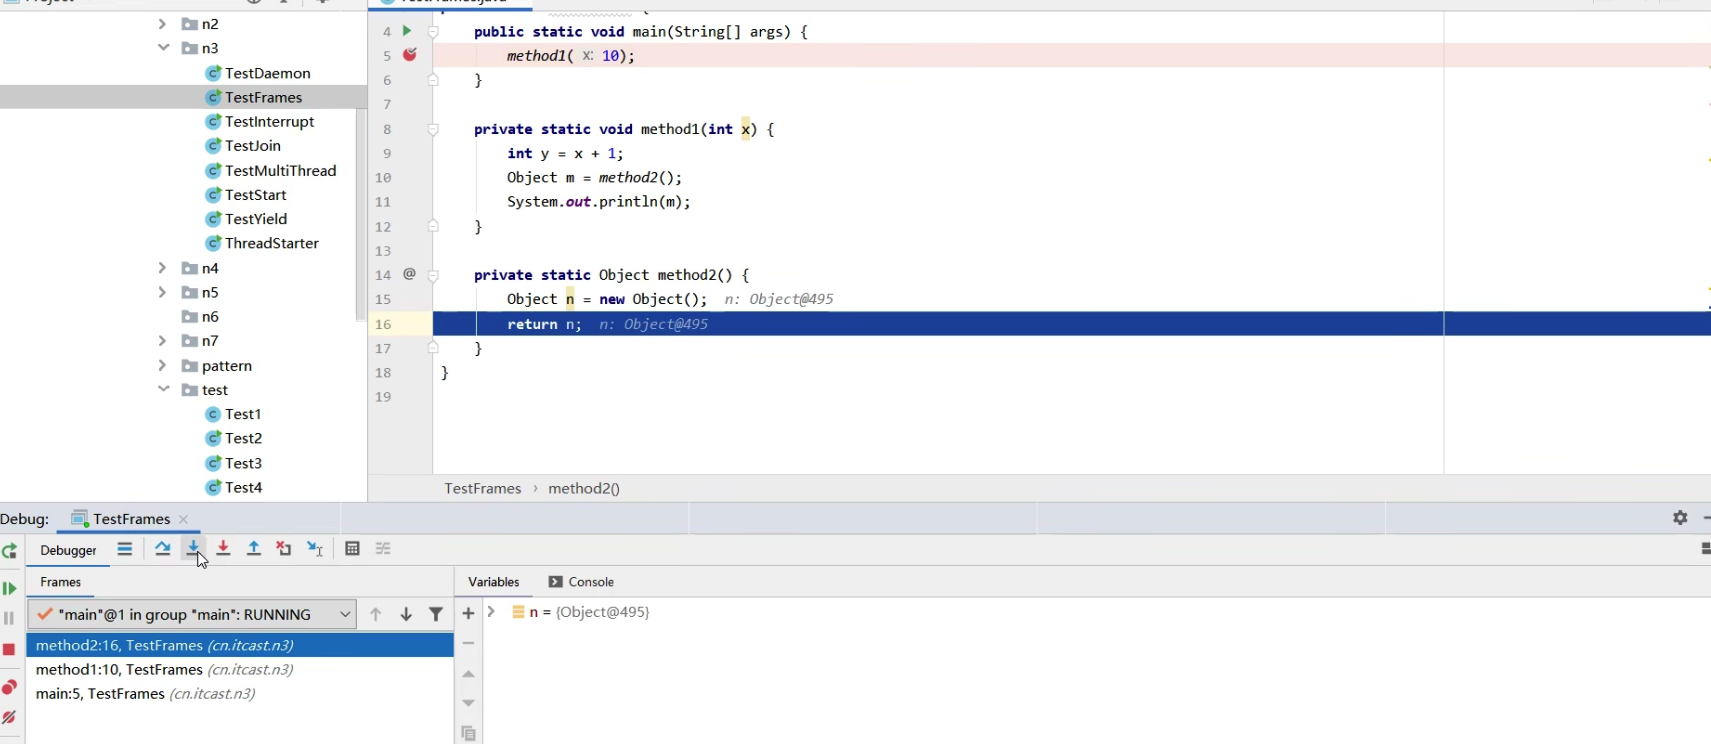 n2
n3
TestDaemon
TestFrames
TestInterrupt
TestJoin
TestMultiThread
TestStart
TestYield
ThreadStarter
n4
n5
n6
n7
pattern
test
Test1
Test2
Test3
Test4
4 public static void main(String[] args) {
5 method1( x: 10);
6 }
7
8 private static void method1(int x) {
9 int y = x + 1;
10 Object m = method2();
11 System.out.println(m);
12 }
13
14 @ private static Object method2() {
15 Object n = new Object(); n: Object@495
16 return n; n: Object@495
17 }
18 }
19
TestFrames › method2()
Debug: TestFrames
Debugger
Frames
"main"@1 in group "main": RUNNING
method2:16, TestFrames (cn.itcast.n3)
method1:10, TestFrames (cn.itcast.n3)
main:5, TestFrames (cn.itcast.n3)
Variables Console
n = {Object@495}